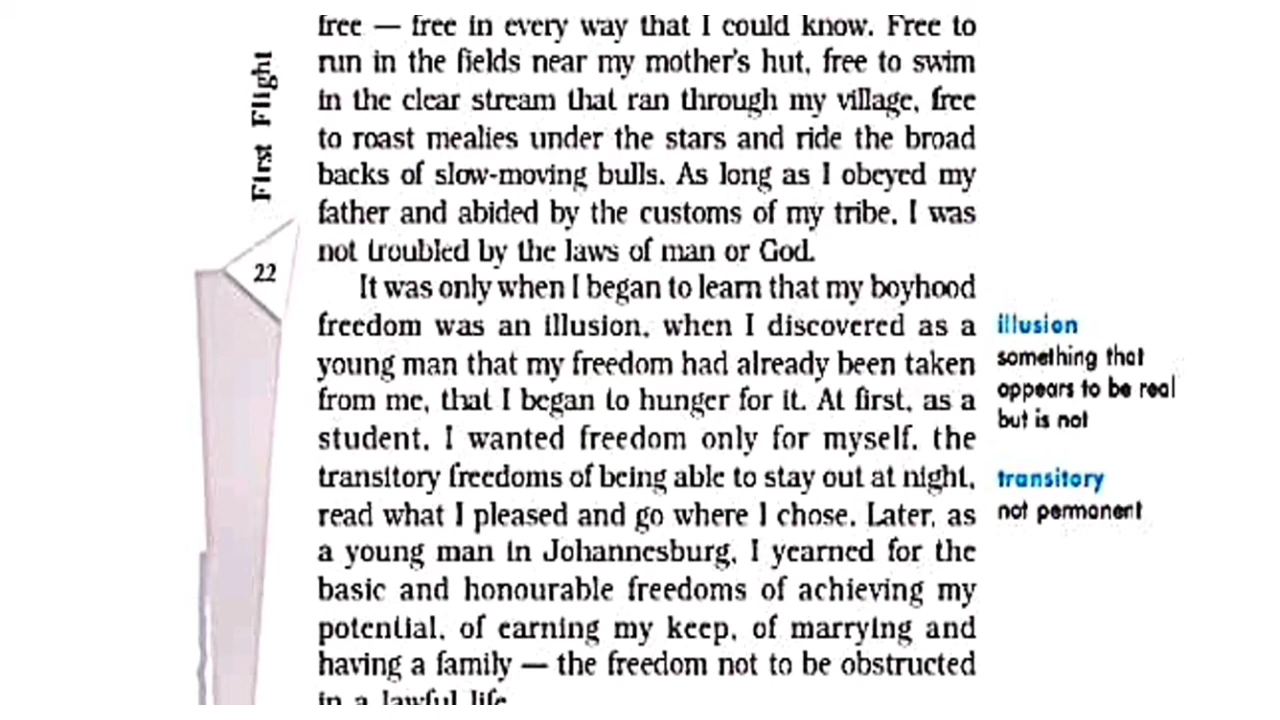 free — free in every way that I could know. Free to
run in the fields near my mother's hut, free to swim
in the clear stream that ran through my village, free
to roast mealies under the stars and ride the broad
backs of slow-moving bulls. As long as I obeyed my
father and abided by the customs of my tribe, I was
not troubled by the laws of man or God.
It was only when I began to learn that my boyhood
freedom was an illusion, when I discovered as a
young man that my freedom had already been taken
from me, that I began to hunger for it. At first, as a
student, I wanted freedom only for myself, the
transitory freedoms of being able to stay out at night,
read what I pleased and go where I chose. Later, as
a young man in Johannesburg, I yearned for the
basic and honourable freedoms of achieving my
potential, of earning my keep, of marrying and
having a family — the freedom not to be obstructed
in a lawful life.
First Flight
22
illusion
something that
appears to be real
but is not
transitory
not permanent